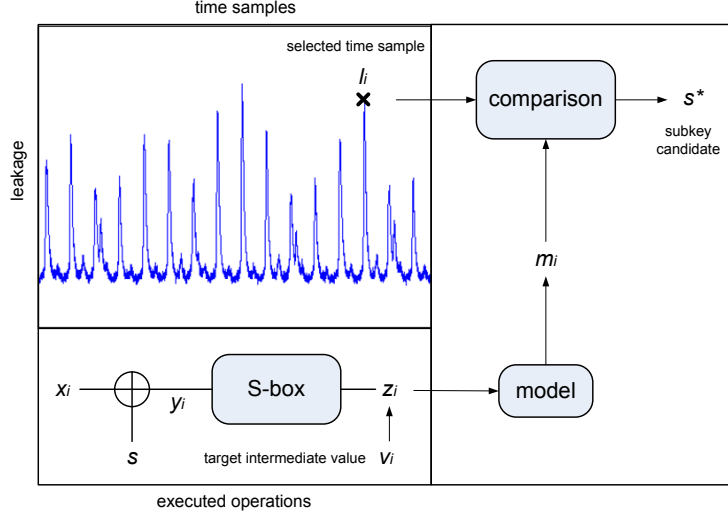 time samples
selected time sample
li
comparison
s*
subkey
candidate
leakage
mi
xi
yi
S-box
zi
model
s
target intermediate value
vi
executed operations